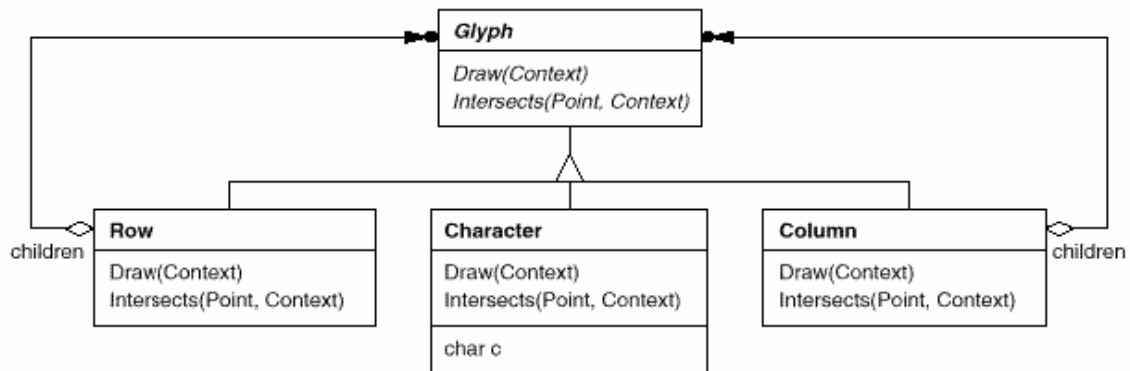 Glyph
Draw(Context)
Intersects(Point, Context)
children
Row
Draw(Context)
Intersects(Point, Context)
Character
Draw(Context)
Intersects(Point, Context)
char c
Column
Draw(Context)
Intersects(Point, Context)
children